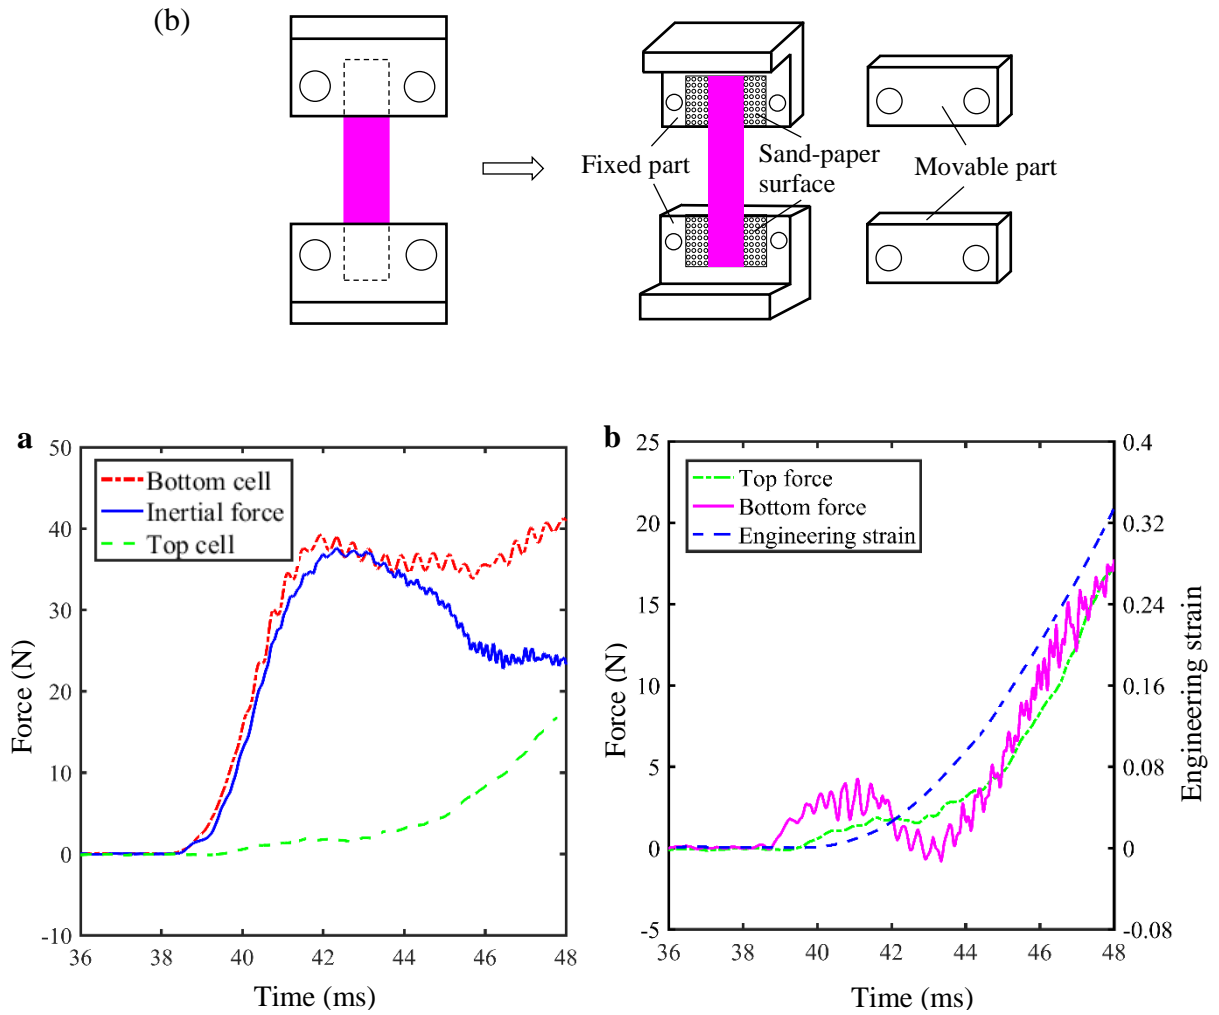 (b)
Fixed part
Sand-paper
surface
Movable part
a
50
40
30
20
10
0
-10
Force (N)
Bottom cell
Inertial force
Top cell
36
38
40
42
44
46
48
Time (ms)
b
25
20
15
10
5
0
-5
Force (N)
Top force
Bottom force
Engineering strain
0.4
0.32
0.24
0.16
0.08
0
-0.08
Engineering strain
36
38
40
42
44
46
48
Time (ms)